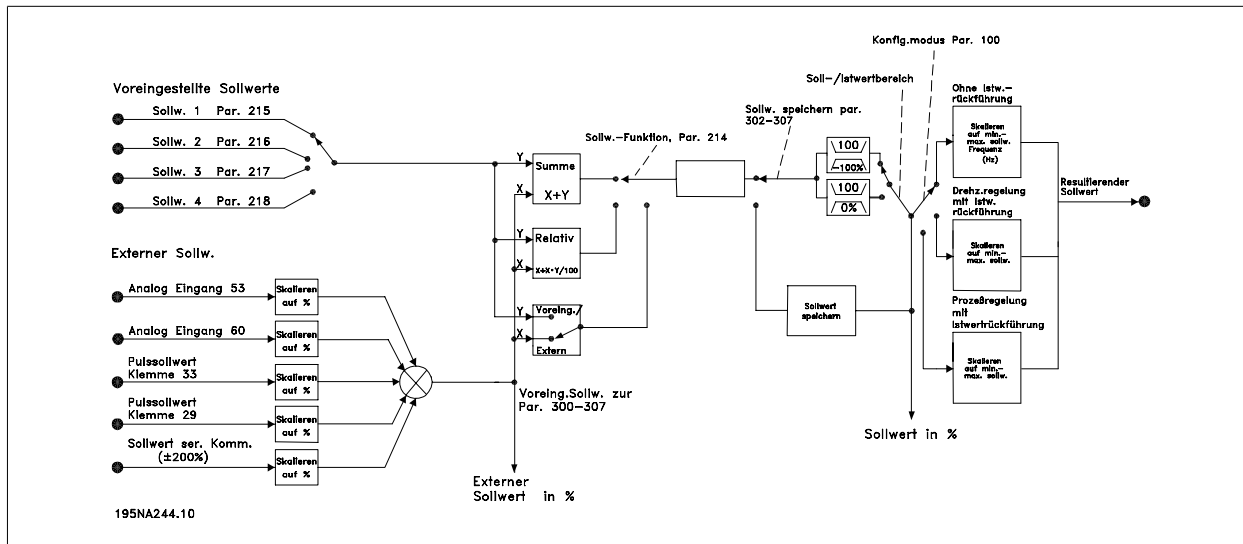 Konfig.modus Par. 100
Soll-/Istwertbereich
Voreingestellte Sollwerte
Sollw. 1 Par. 215
Sollw. 2 Par. 216
Sollw. 3 Par. 217
Sollw. 4 Par. 218
Sollw. speichern par.
302-307
Sollw.-Funktion, Par. 214
Y
Summe
X
X+Y
Y
Relativ
X
X+X·Y/100
Y
Voreing./
X
Extern
100
-100%
100
0%
Ohne Istw.-
rückführung
Skalieren
auf min.-
max. sollw.
Frequenz
(Hz)
Drehz.regelung
mit Istw.
rückführung
Skalieren
auf min.-
max. sollw.
Prozeßregelung
mit
Istwertrückführung
Skalieren
auf min.-
max. sollw.
Resultierender
Sollwert
Sollwert
speichern
Sollwert in %
Externer Sollw.
Analog Eingang 53
Skalieren
auf %
Analog Eingang 60
Skalieren
auf %
Pulssollwert
Klemme 33
Skalieren
auf %
Pulssollwert
Klemme 29
Skalieren
auf %
Sollwert ser. Komm.
(±200%)
Skalieren
auf %
Voreing.Sollw. zur
Par. 300-307
Externer
Sollwert in %
195NA244.10